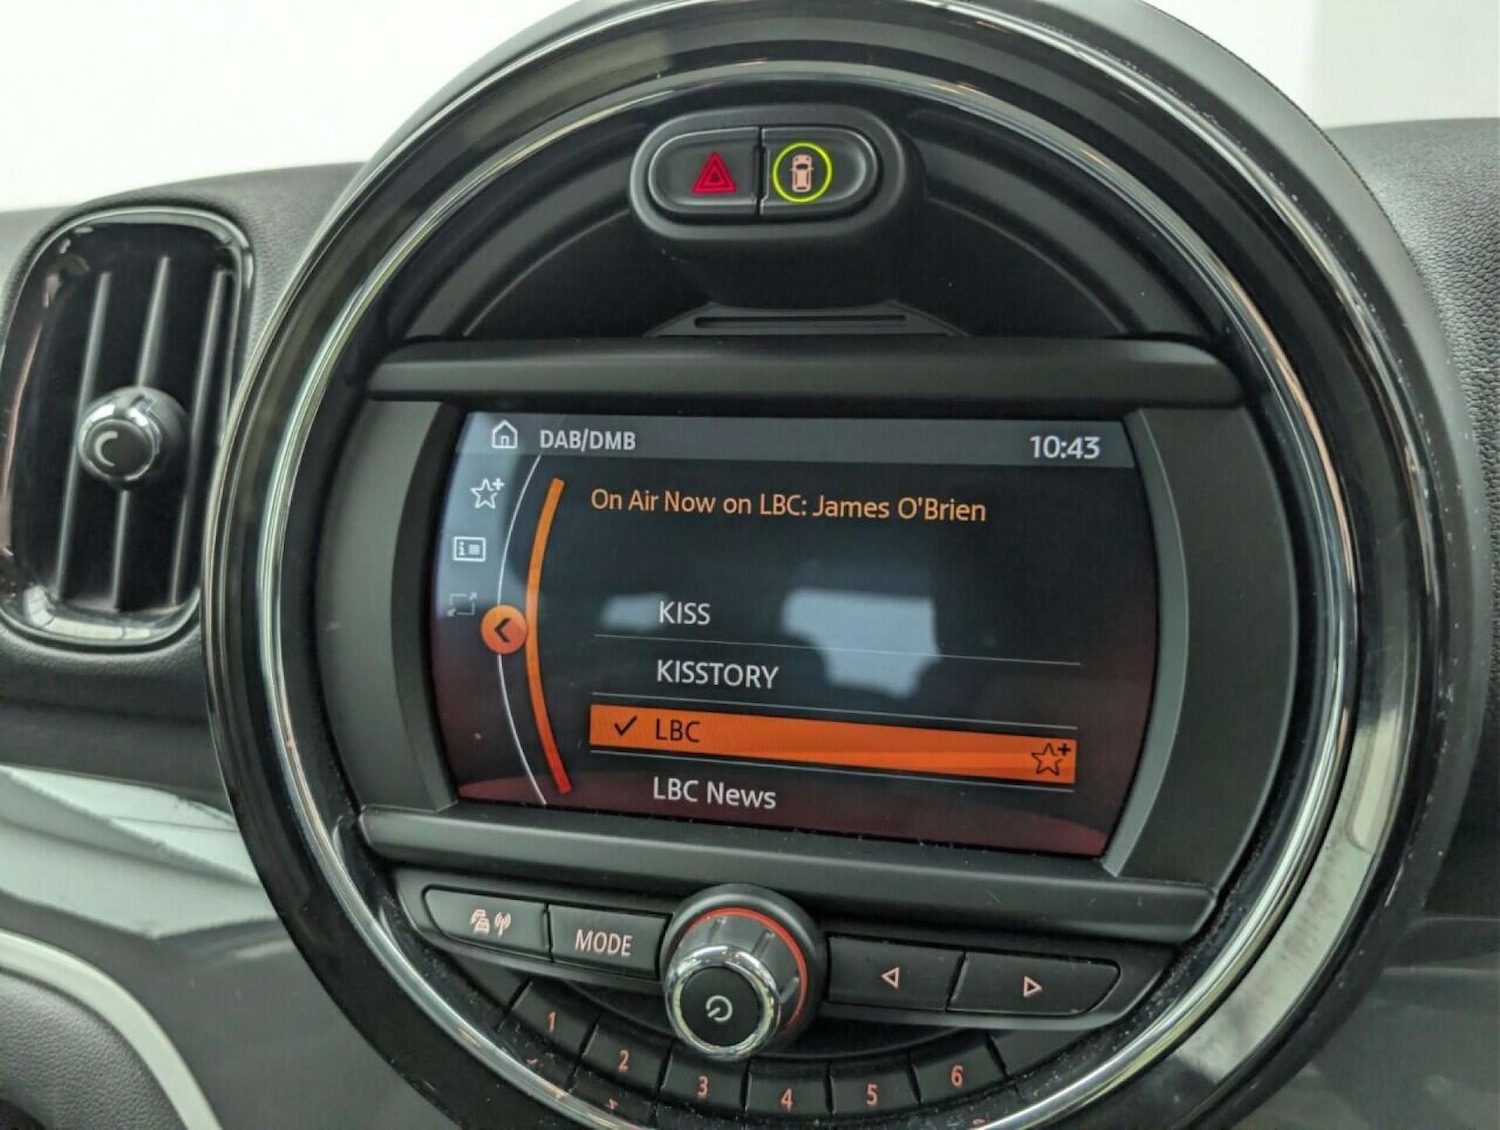 DAB/DMB 10:43
On Air Now on LBC: James O'Brien
KISS
KISSTORY
LBC
LBC News
MODE
1 2 3 4 5 6